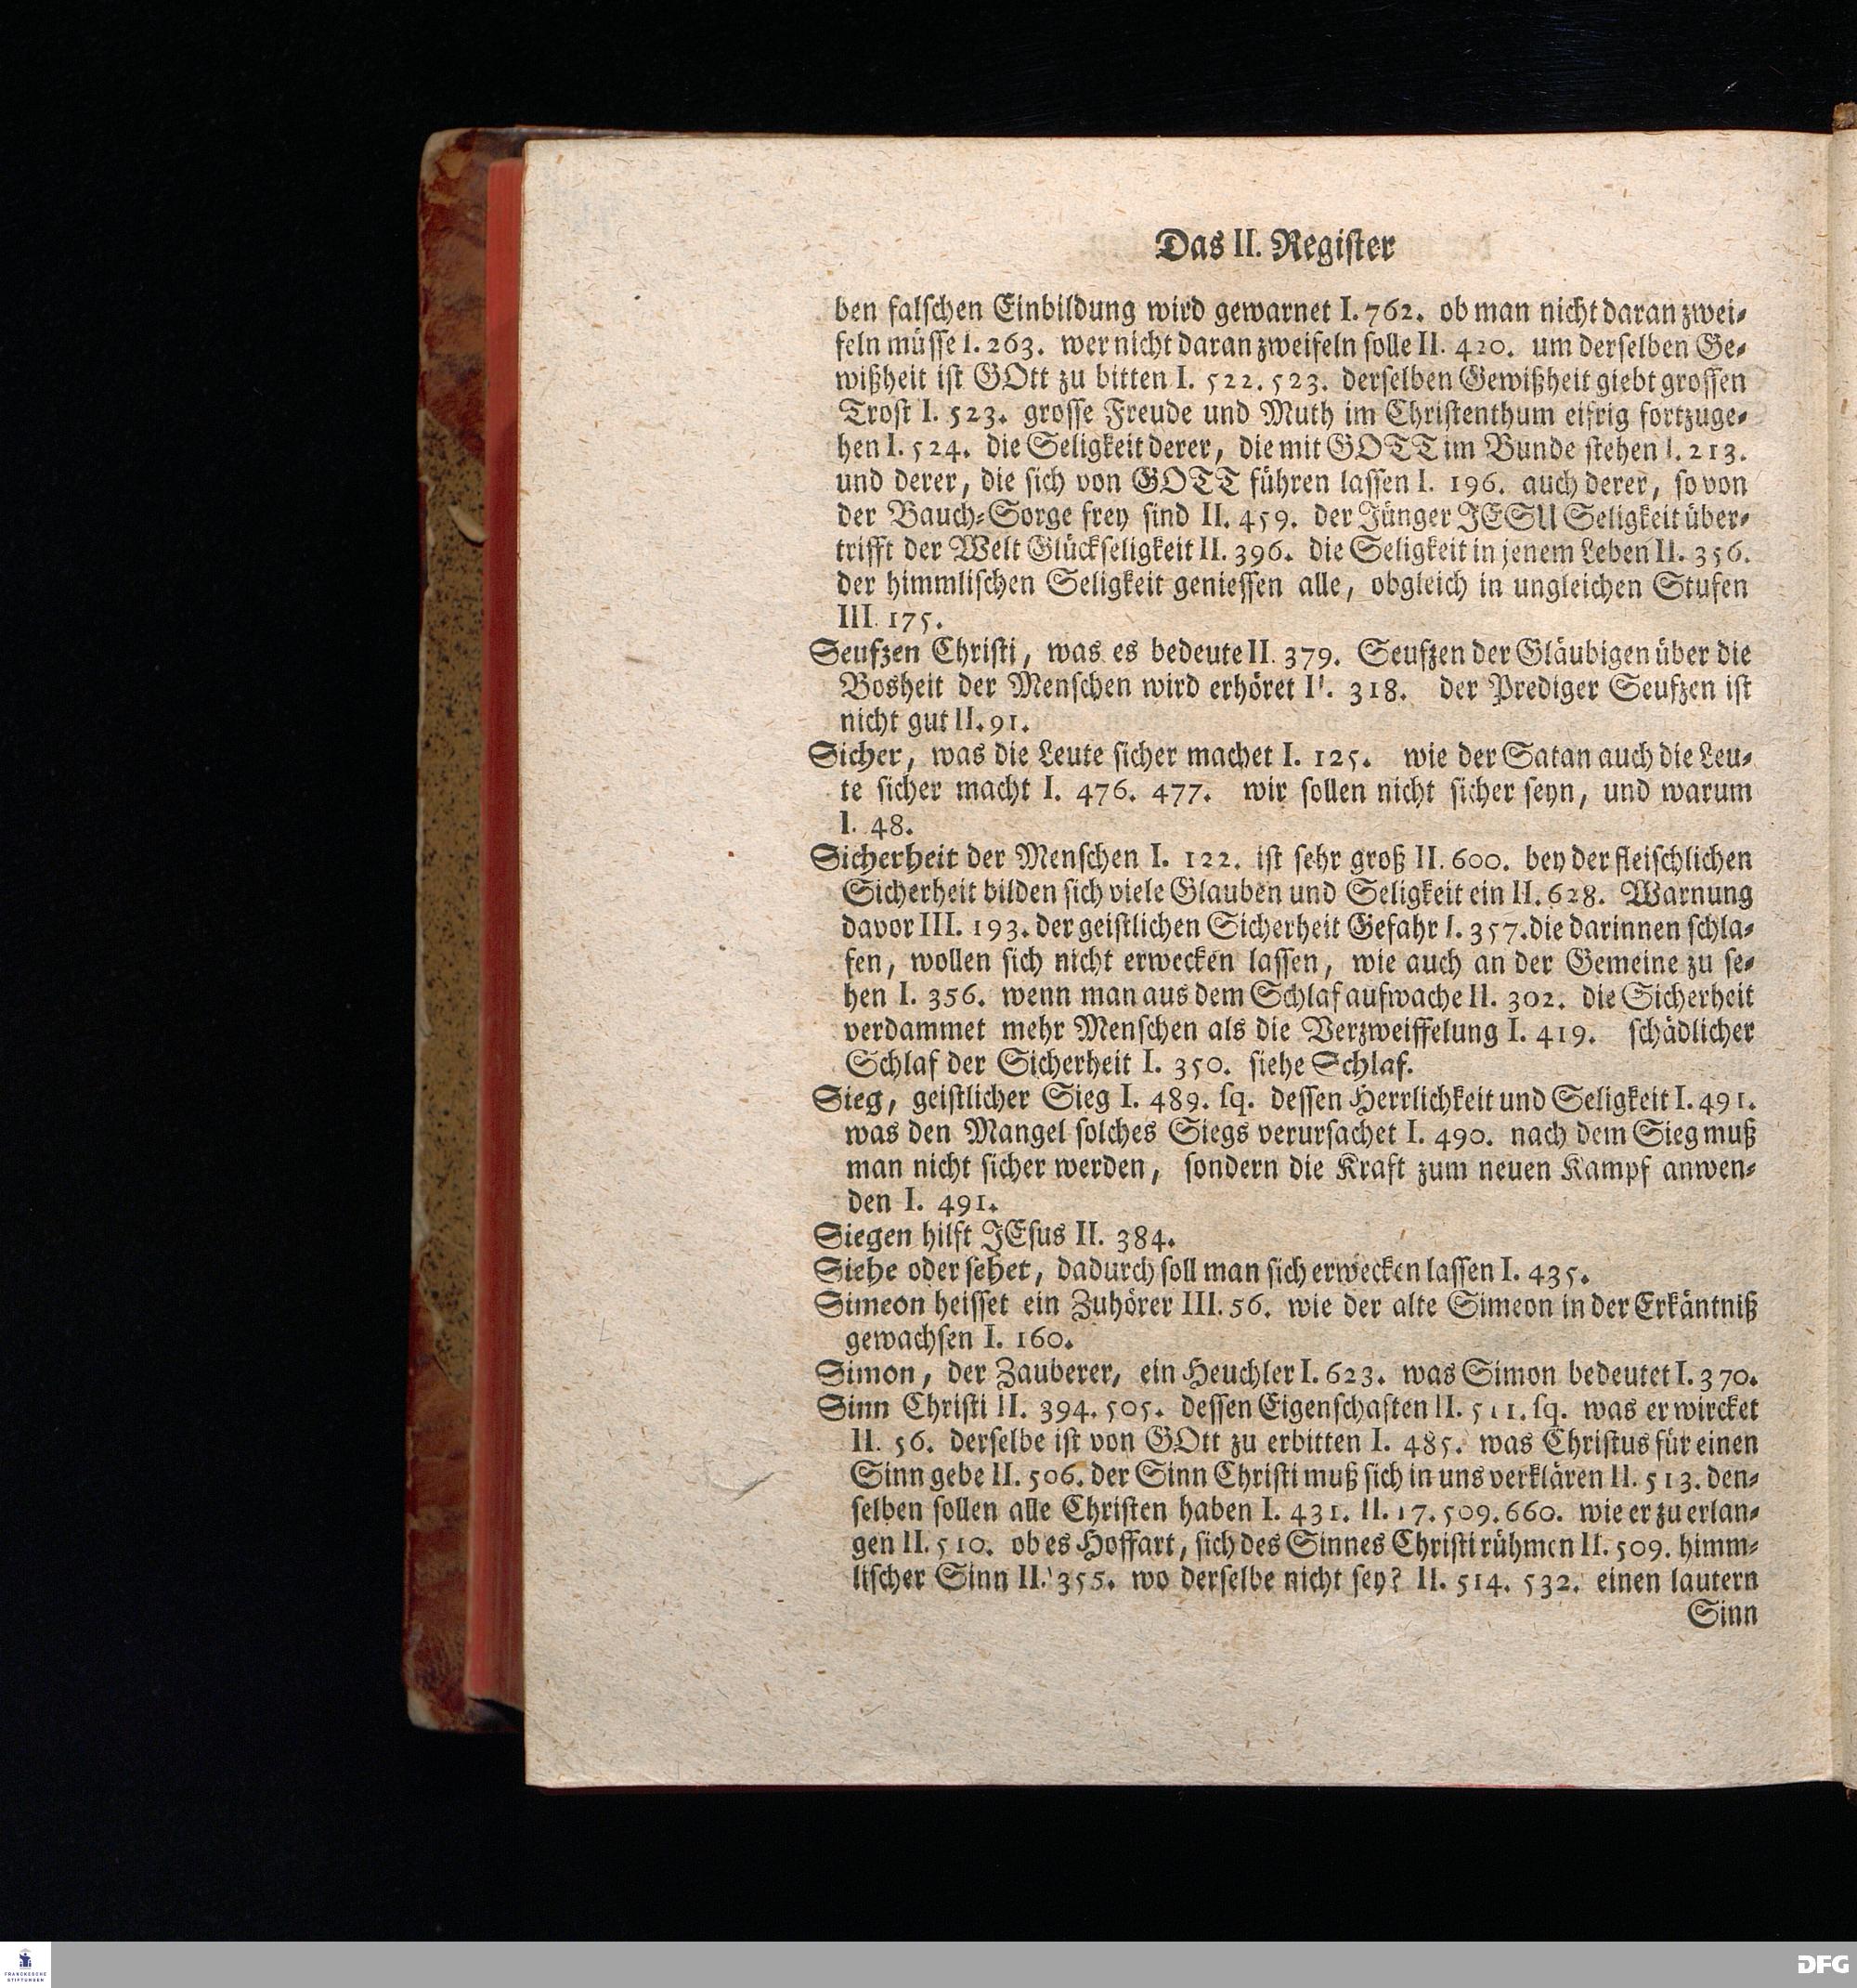 Das II. Register
ben falschen Einbildung wird gewarnet I. 762. ob man nicht daran zwei-
feln müsse I. 263. wer nicht daran zweifeln solle II. 420. um derselben Ge-
wißheit ist GOtt zu bitten I. 522. 523. derselben Gewißheit giebt grossen
Trost I. 523. grosse Freude und Muth im Christenthum eifrig fortzuge-
hen I. 524. die Seligkeit derer, die mit GOTT im Bunde stehen I. 213.
und derer, die sich von GOTT führen lassen I. 196. auch derer, so von
der Bauch-Sorge frey sind II. 459. der Jünger JESU Seligkeit über-
trifft der Welt Glückseligkeit II. 396. die Seligkeit in jenem Leben II. 356.
der himmlischen Seligkeit geniessen alle, obgleich in ungleichen Stufen
III. 175.
Seufzen Christi, was es bedeute II. 379. Seufzen der Gläubigen über die
Bosheit der Menschen wird erhöret II. 318. der Prediger Seufzen ist
nicht gut II. 91.
Sicher, was die Leute sicher machet I. 125. wie der Satan auch die Leu-
te sicher macht I. 476. 477. wir sollen nicht sicher seyn, und warum
I. 48.
Sicherheit der Menschen I. 122. ist sehr groß II. 600. bey der fleischlichen
Sicherheit bilden sich viele Glauben und Seligkeit ein II. 628. Warnung
davor III. 193. der geistlichen Sicherheit Gefahr I. 357. die darinnen schla-
fen, wollen sich nicht erwecken lassen, wie auch an der Gemeine zu se-
hen I. 356. wenn man aus dem Schlaf aufwache II. 302. die Sicherheit
verdammet mehr Menschen als die Verzweiffelung I. 419. schädlicher
Schlaf der Sicherheit I. 350. siehe Schlaf.
Sieg, geistlicher Sieg I. 489. sq. dessen Herrlichkeit und Seligkeit I. 491.
was den Mangel solches Siegs verursachet I. 490. nach dem Sieg muß
man nicht sicher werden, sondern die Kraft zum neuen Kampf anwen-
den I. 491.
Siegen hilft JEsus II. 384.
Siehe oder sehet, dadurch soll man sich erwecken lassen I. 435.
Simeon heisset ein Zuhörer III. 56. wie der alte Simeon in der Erkäntniß
gewachsen I. 160.
Simon, der Zauberer, ein Heuchler I. 623. was Simon bedeutet I. 370.
Sinn Christi II. 394. 505. dessen Eigenschaften II. 511. sq. was er wircket
II. 56. derselbe ist von GOtt zu erbitten I. 485. was Christus für einen
Sinn gebe II. 506. der Sinn Christi muß sich in uns verklären II. 513. den-
selben sollen alle Christen haben I. 431. II. 17. 509. 660. wie er zu erlan-
gen II. 510. ob es Hoffart, sich des Sinnes Christi rühmen II. 509. himm-
lischer Sinn II. 355. wo derselbe nicht sey? II. 514. 532. einen lautern
Sinn
FRANCKESCHE
STIFTUNGEN
DFG